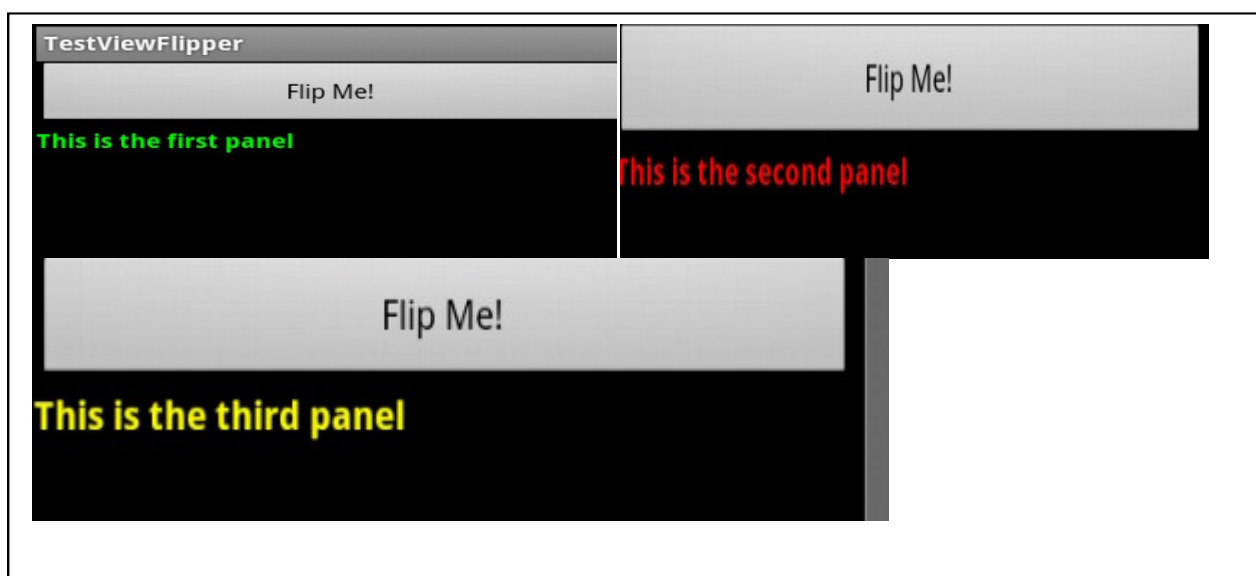 TestViewFlipper
Flip Me!
This is the first panel
Flip Me!
This is the second panel
Flip Me!
This is the third panel